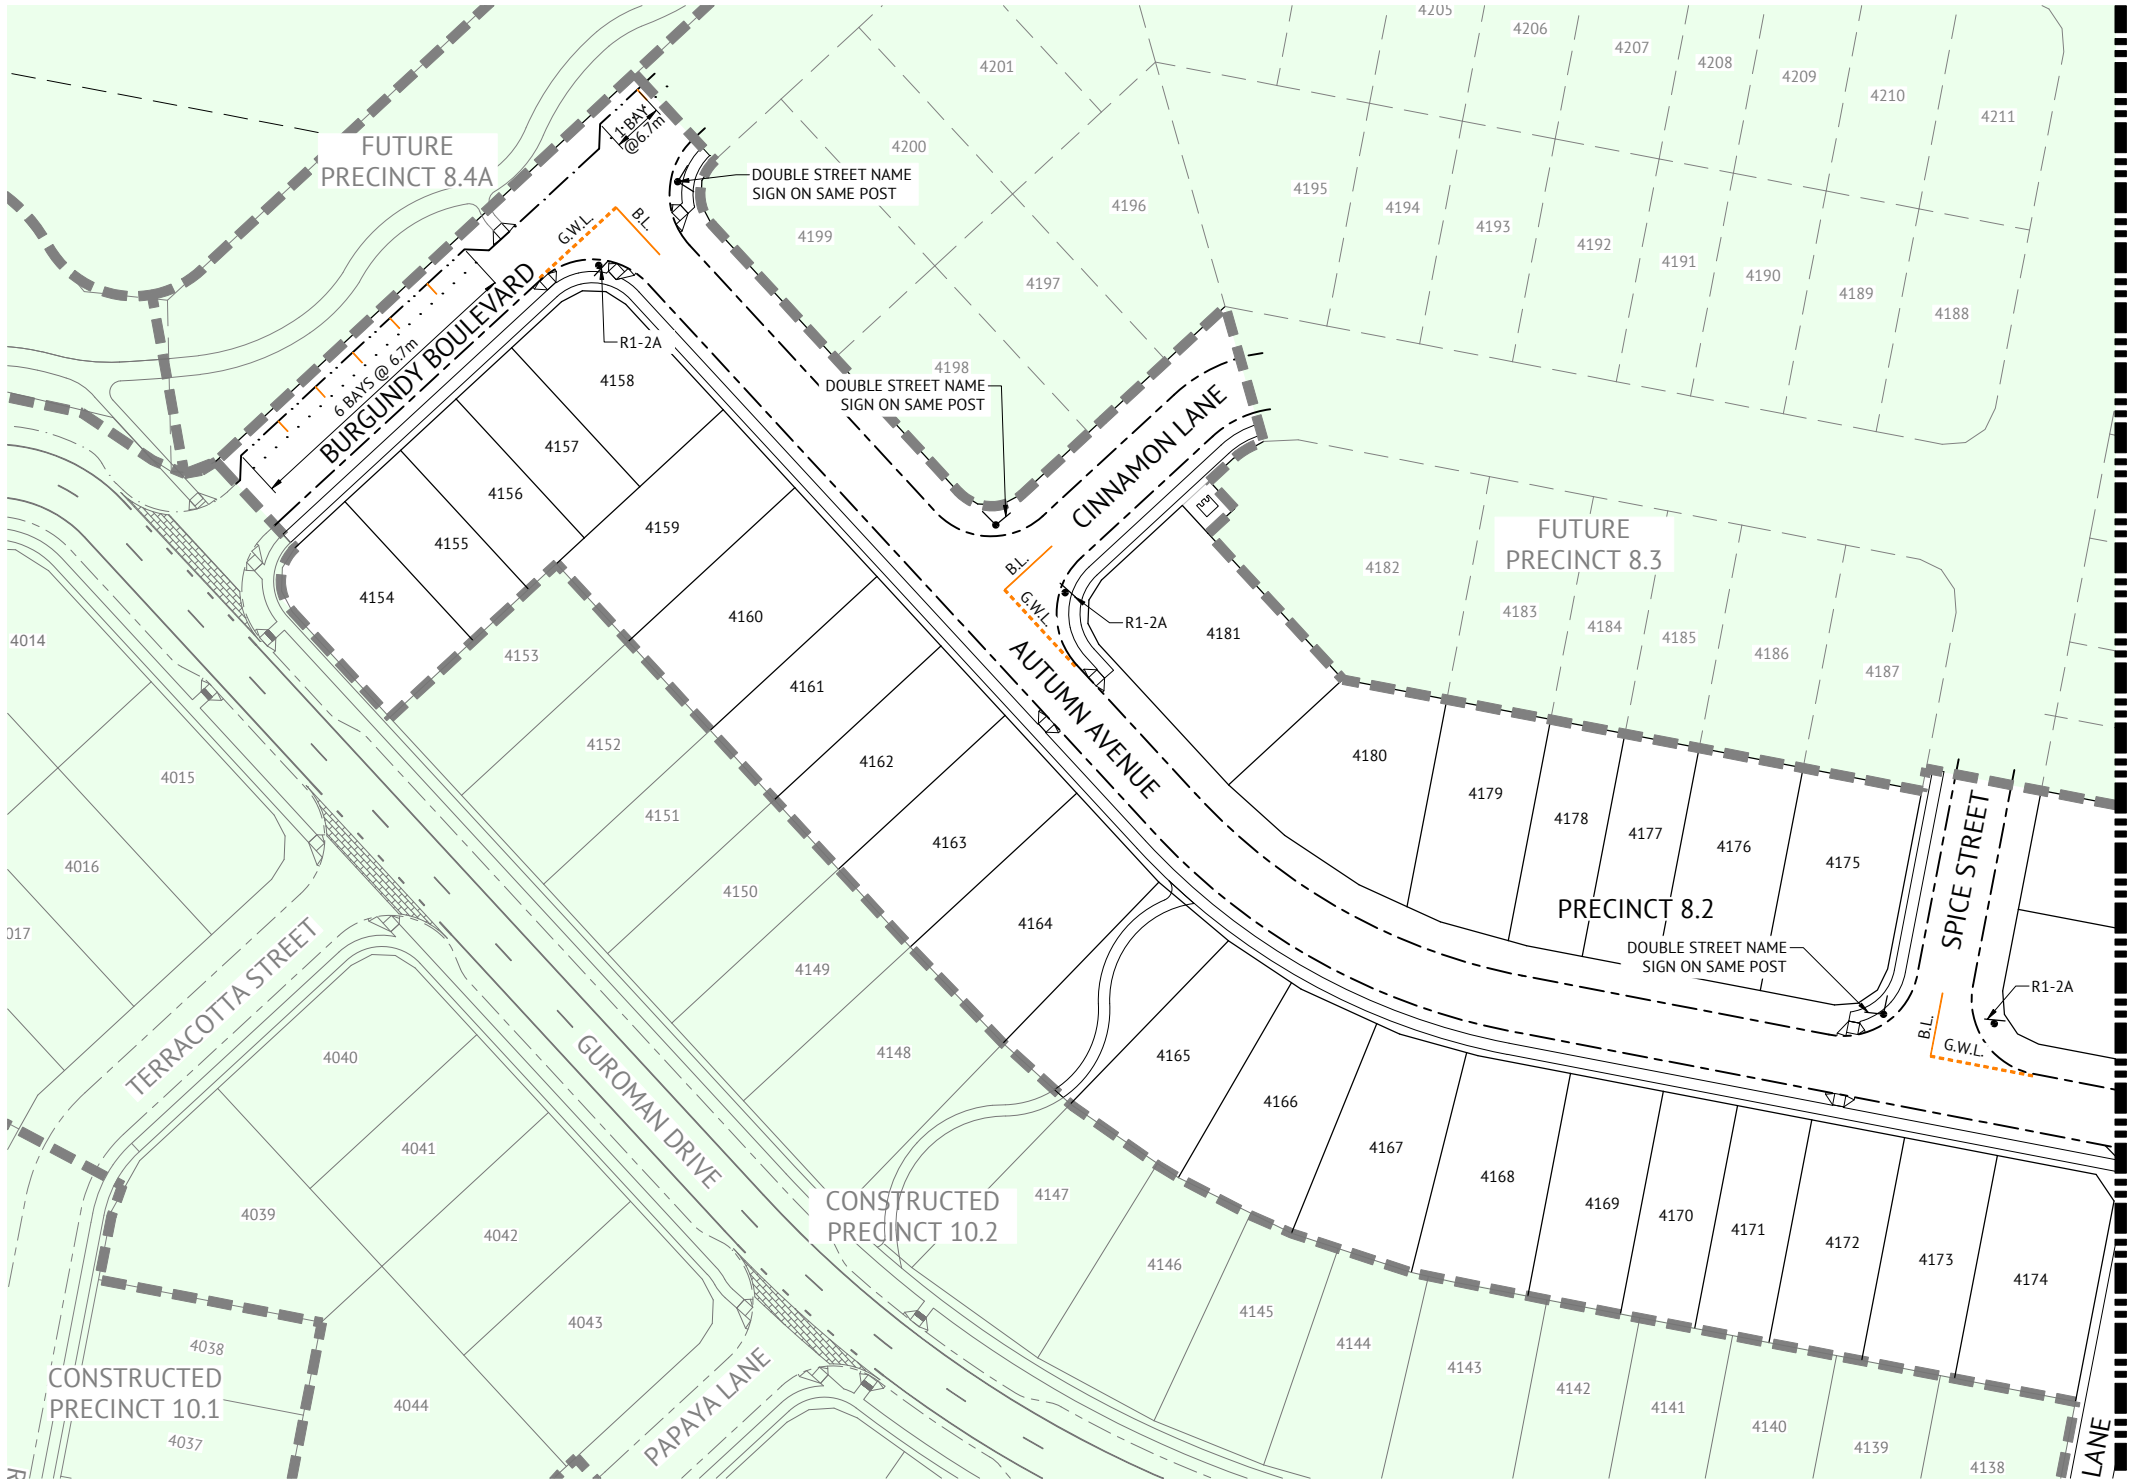 4205
4206
4207
4208
4209
4210
4211
4201
4200
4199
4198
4197
4196
4195
4194
4193
4192
4191
4190
4189
4188
FUTURE
PRECINCT 8.4A
1 BAY
@6.7m
DOUBLE STREET NAME
SIGN ON SAME POST
G.W.L.
B.L.
R1-2A
6 BAYS @ 6.7m
BURGUNDY BOULEVARD
DOUBLE STREET NAME
SIGN ON SAME POST
CINNAMON LANE
4158
4157
4156
4155
4154
4159
4160
4161
4162
4163
4164
B.L.
G.W.L.
R1-2A
AUTUMN AVENUE
4181
4180
4179
4178
4177
4176
4175
FUTURE
PRECINCT 8.3
4182
4183
4184
4185
4186
4187
PRECINCT 8.2
DOUBLE STREET NAME
SIGN ON SAME POST
SPICE STREET
R1-2A
B.L.
G.W.L.
4165
4166
4167
4168
4169
4170
4171
4172
4173
4174
4014
4015
4016
4017
TERRACOTTA STREET
GUROMAN DRIVE
4153
4152
4151
4150
4149
4148
4147
4146
4145
4144
4143
4142
4141
4140
4139
4138
CONSTRUCTED
PRECINCT 10.2
4040
4041
4039
4042
4043
4038
4044
4037
CONSTRUCTED
PRECINCT 10.1
PAPAYA LANE
LANE